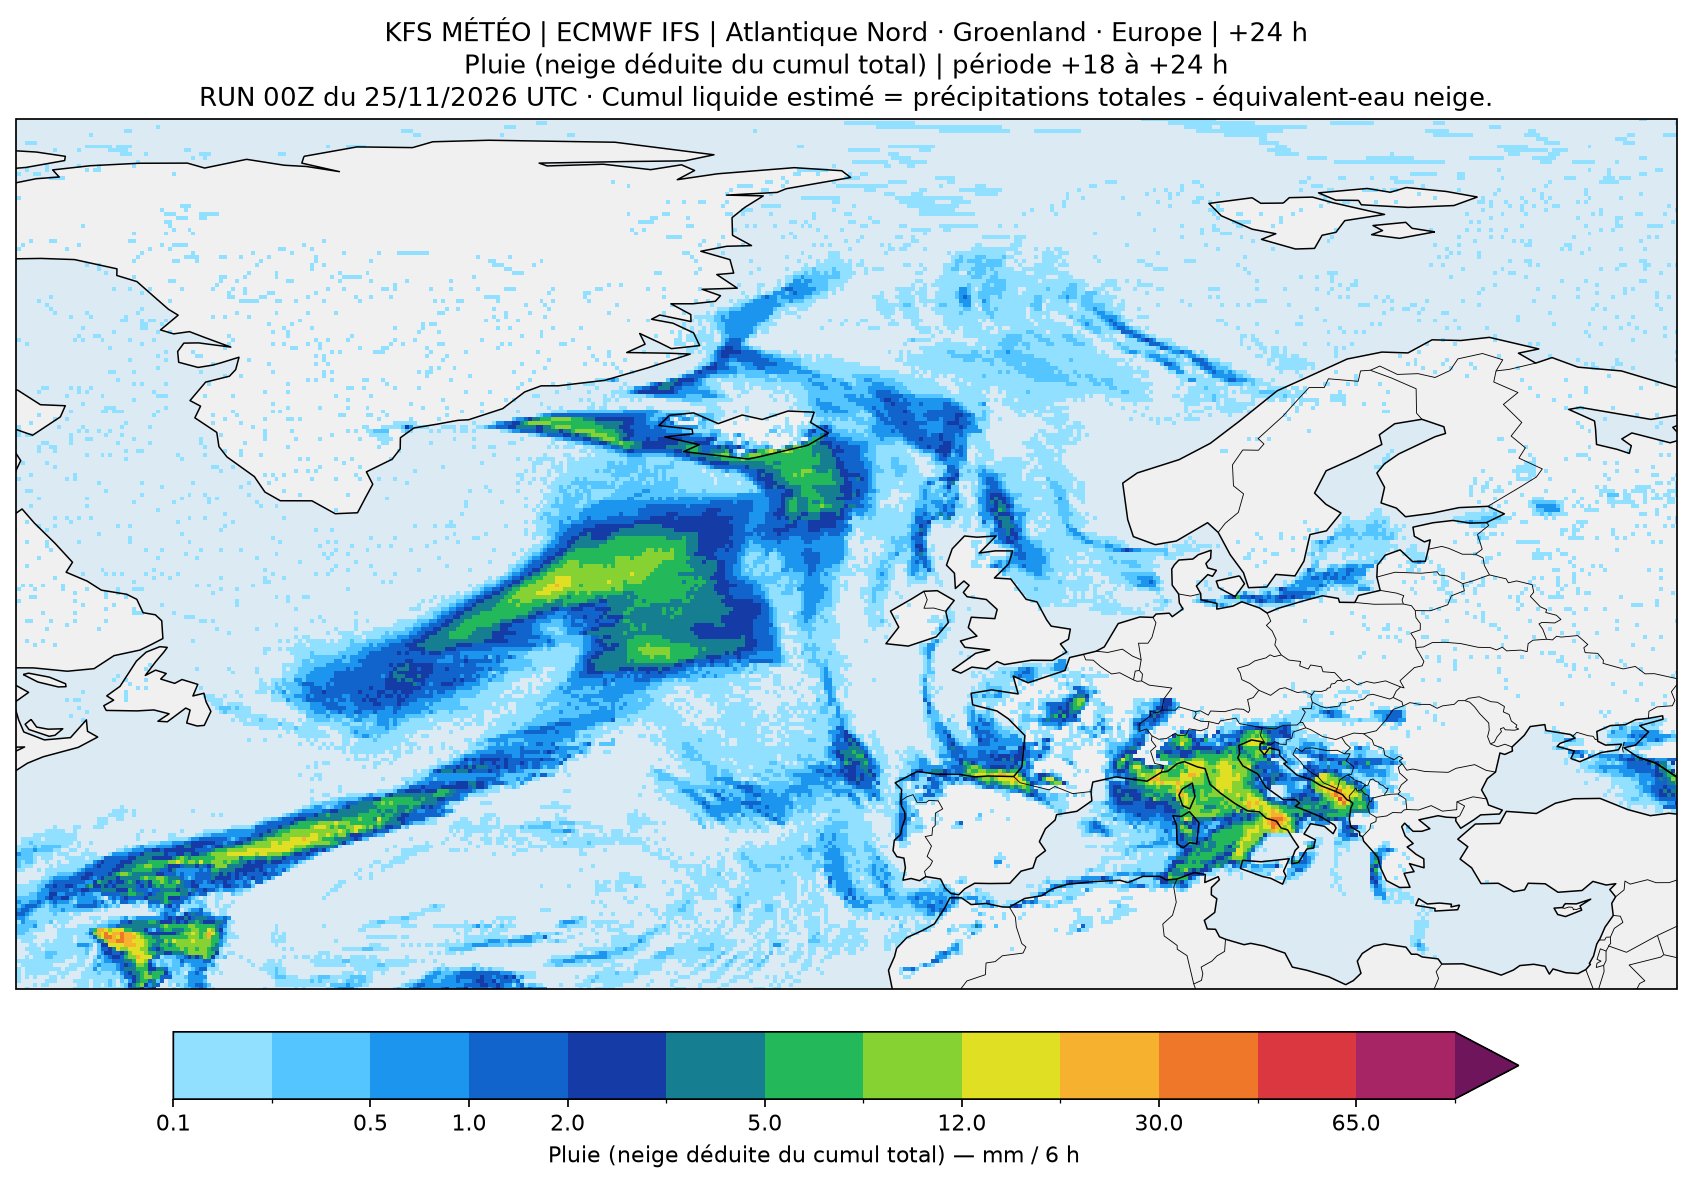 KFS MÉTÉO | ECMWF IFS | Atlantique Nord · Groenland · Europe | +24 h
Pluie (neige déduite du cumul total) | période +18 à +24 h
RUN 00Z du 25/11/2026 UTC · Cumul liquide estimé = précipitations totales - équivalent-eau neige.
0.1 0.5 1.0 2.0 5.0 12.0 30.0 65.0
Pluie (neige déduite du cumul total) — mm / 6 h